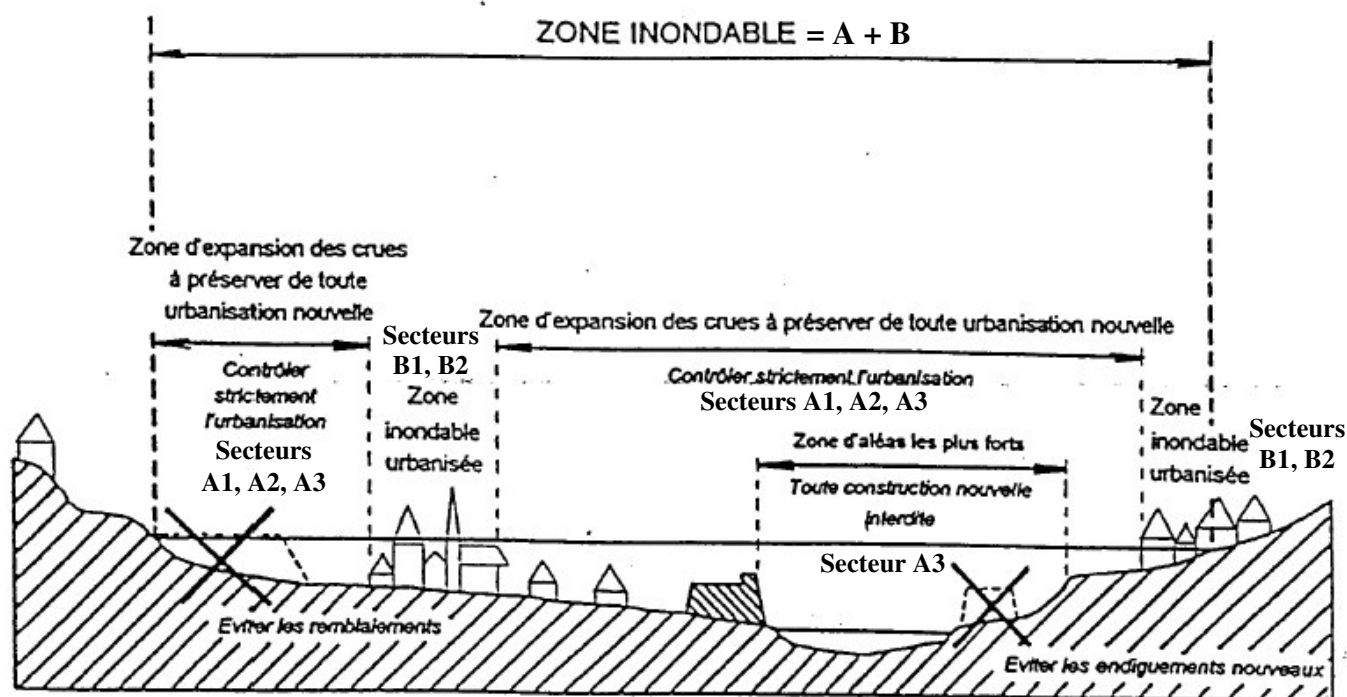 ZONE INONDABLE = A + B
Zone d'expansion des crues
à préserver de toute
urbanisation nouvelle
Zone d'expansion des crues à préserver de toute urbanisation nouvelle
Secteurs
B1, B2
Contrôler
strictement
l'urbanisation
Secteurs
A1, A2, A3
Zone
inondable
urbanisée
Contrôler strictement l'urbanisation
Secteurs A1, A2, A3
Zone d'aléas les plus forts
Toute construction nouvelle
interdite
Secteur A3
Zone
inondable
urbanisée
Secteurs
B1, B2
Eviter les remblaiements
Eviter les endiguements nouveaux